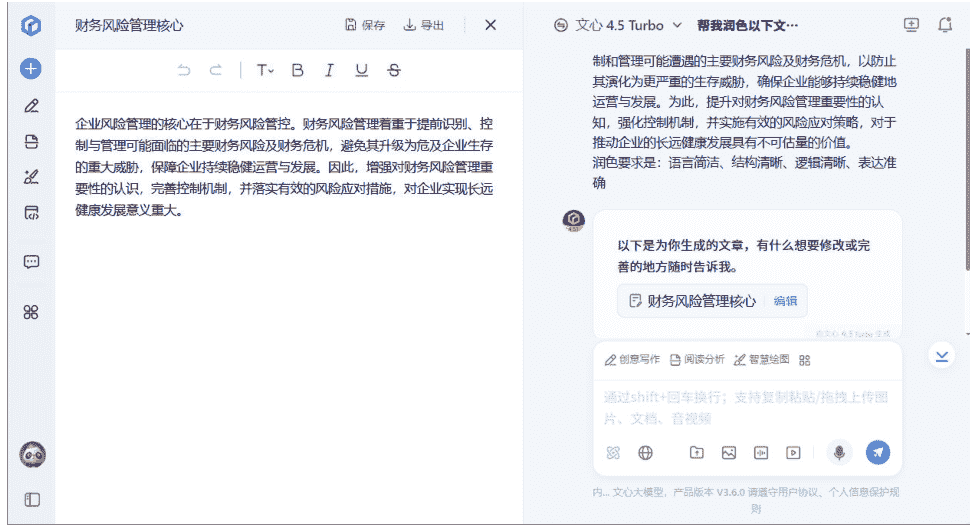 财务风险管理核心
保存
导出
T
B
I
U
S
企业风险管理的核心在于财务风险管控。财务风险管理着重于提前识别、控
制与管理可能面临的主要财务风险及财务危机，避免其升级为危及企业生存
的重大威胁，保障企业持续稳健运营与发展。因此，增强对财务风险管理重
要性的认识，完善控制机制，并落实有效的风险应对措施，对企业实现长远
健康发展意义重大。
文心 4.5 Turbo
帮我润色以下文…
制和管理可能遭遇的主要财务风险及财务危机，以防止
其演化为更严重的生存威胁，确保企业能够持续稳健地
运营与发展。为此，提升对财务风险管理重要性的认
知，强化控制机制，并实施有效的风险应对策略，对于
推动企业的长远健康发展具有不可估量的价值。
润色要求是：语言简洁、结构清晰、逻辑清晰、表达准
确
以下是为你生成的文章，有什么想要修改或完
善的地方随时告诉我。
财务风险管理核心
编辑
由文心 4.5 Turbo 生成
创意写作
阅读分析
智慧绘图
通过shift+回车换行；支持复制粘贴/拖拽上传图
片、文档、音视频
内... 文心大模型，产品版本 V3.6.0 请遵守用户协议、个人信息保护规
则